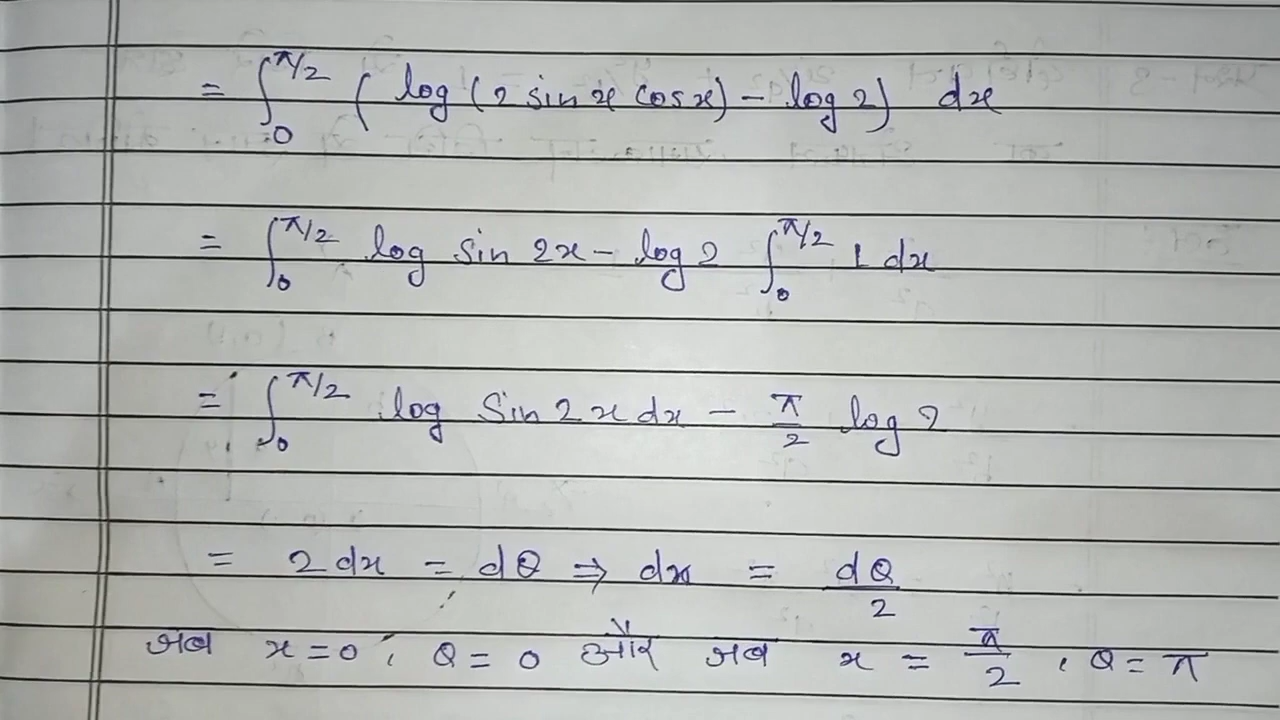 = ∫₀^π/2 ( log (2 sin x cos x) - log 2) dx
= ∫₀^π/2 log sin 2x - log 2 ∫₀^π/2 1 dx
= ∫₀^π/2 log Sin 2x dx - π/2 log 2
= 2 dx = dθ ⇒ dx = dθ/2
जब x = 0, θ = 0 और जब x = π/2, θ = π